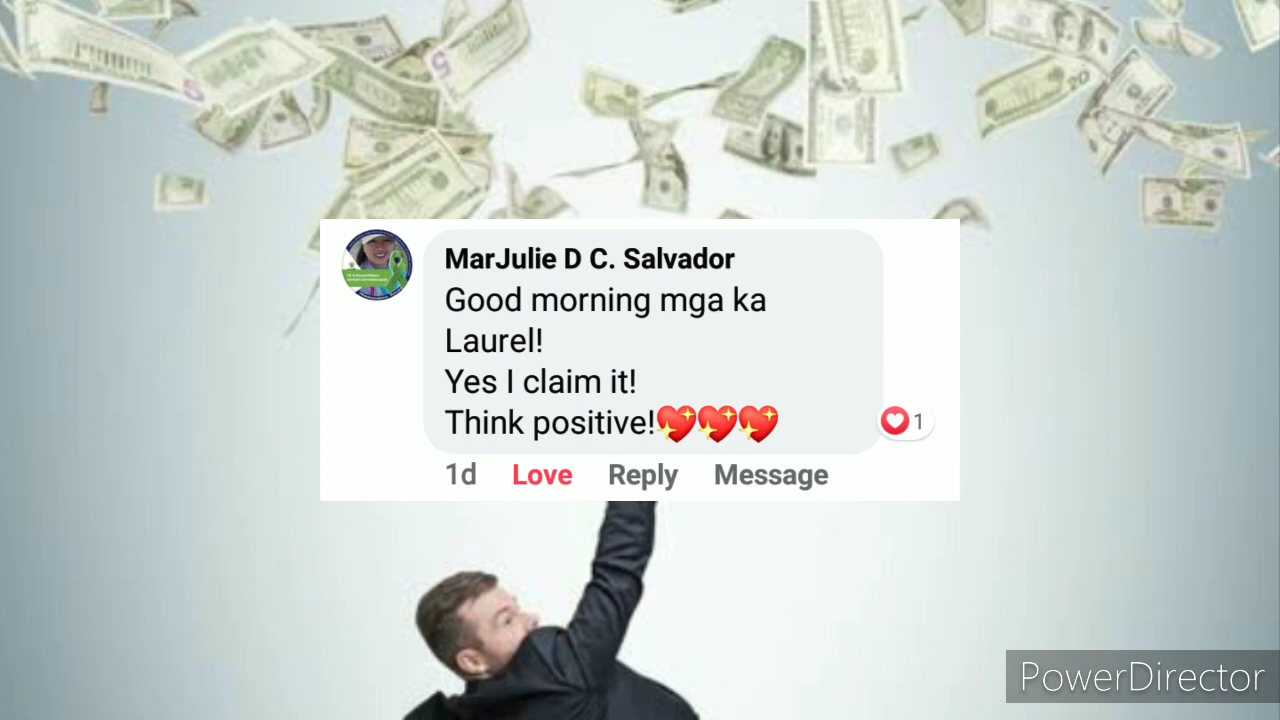 MarJulie D C. Salvador
Good morning mga ka
Laurel!
Yes I claim it!
Think positive!💖💖💖
1
1d Love Reply Message
PowerDirector